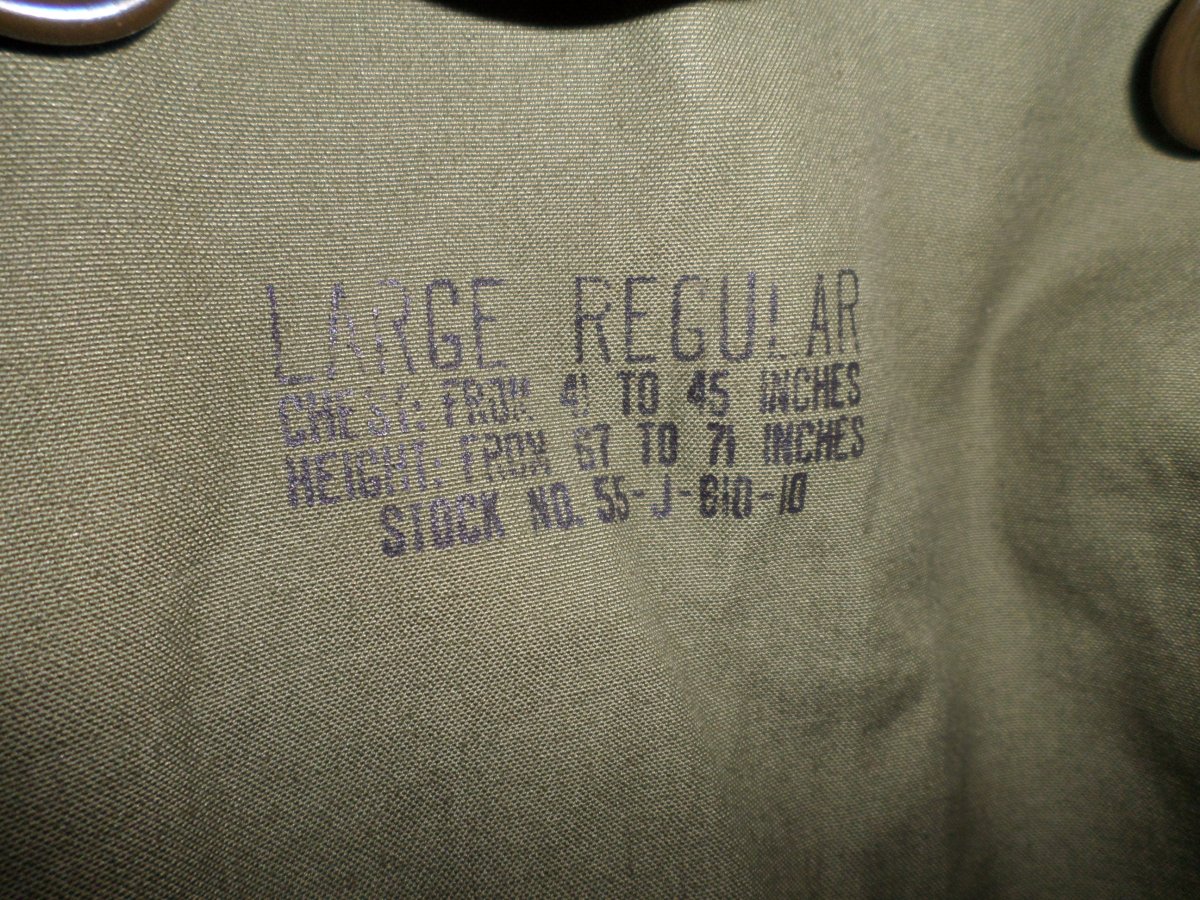 LARGE REGULAR
CHEST: FROM 41 TO 45 INCHES
HEIGHT: FROM 67 TO 71 INCHES
STOCK NO. 55-J-810-10